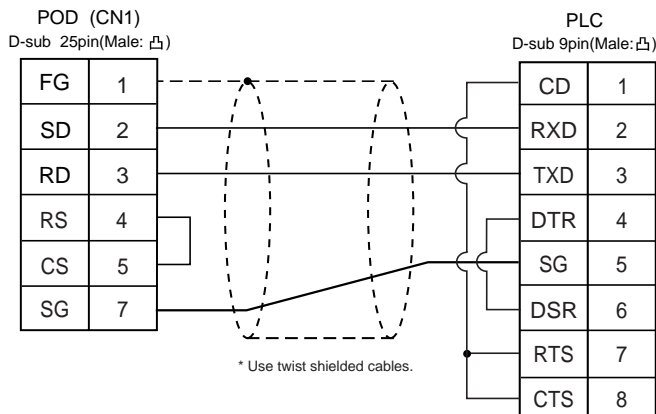 POD (CN1)
D-sub 25pin(Male: 凸)
FG 1
SD 2
RD 3
RS 4
CS 5
SG 7
* Use twist shielded cables.
PLC
D-sub 9pin(Male:凸)
CD 1
RXD 2
TXD 3
DTR 4
SG 5
DSR 6
RTS 7
CTS 8